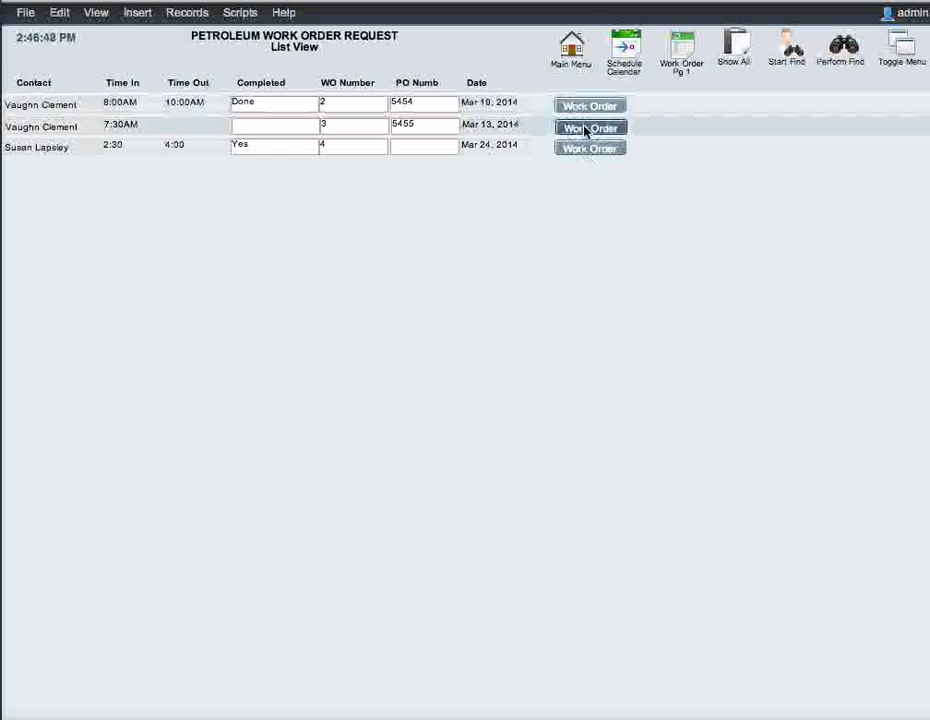 File Edit View Insert Records Scripts Help admin
2:46:48 PM
PETROLEUM WORK ORDER REQUEST
List View
Main Menu
Schedule Calendar
Work Order Pg 1
Show All
Start Find
Perform Find
Toggle Menu
Contact Time In Time Out Completed WO Number PO Numb Date
Vaughn Clement 8:00AM 10:00AM Done 2 5454 Mar 19, 2014 Work Order
Vaughn Clement 7:30AM 3 5455 Mar 13, 2014 Work Order
Susan Lapsley 2:30 4:00 Yes 4 Mar 24, 2014 Work Order